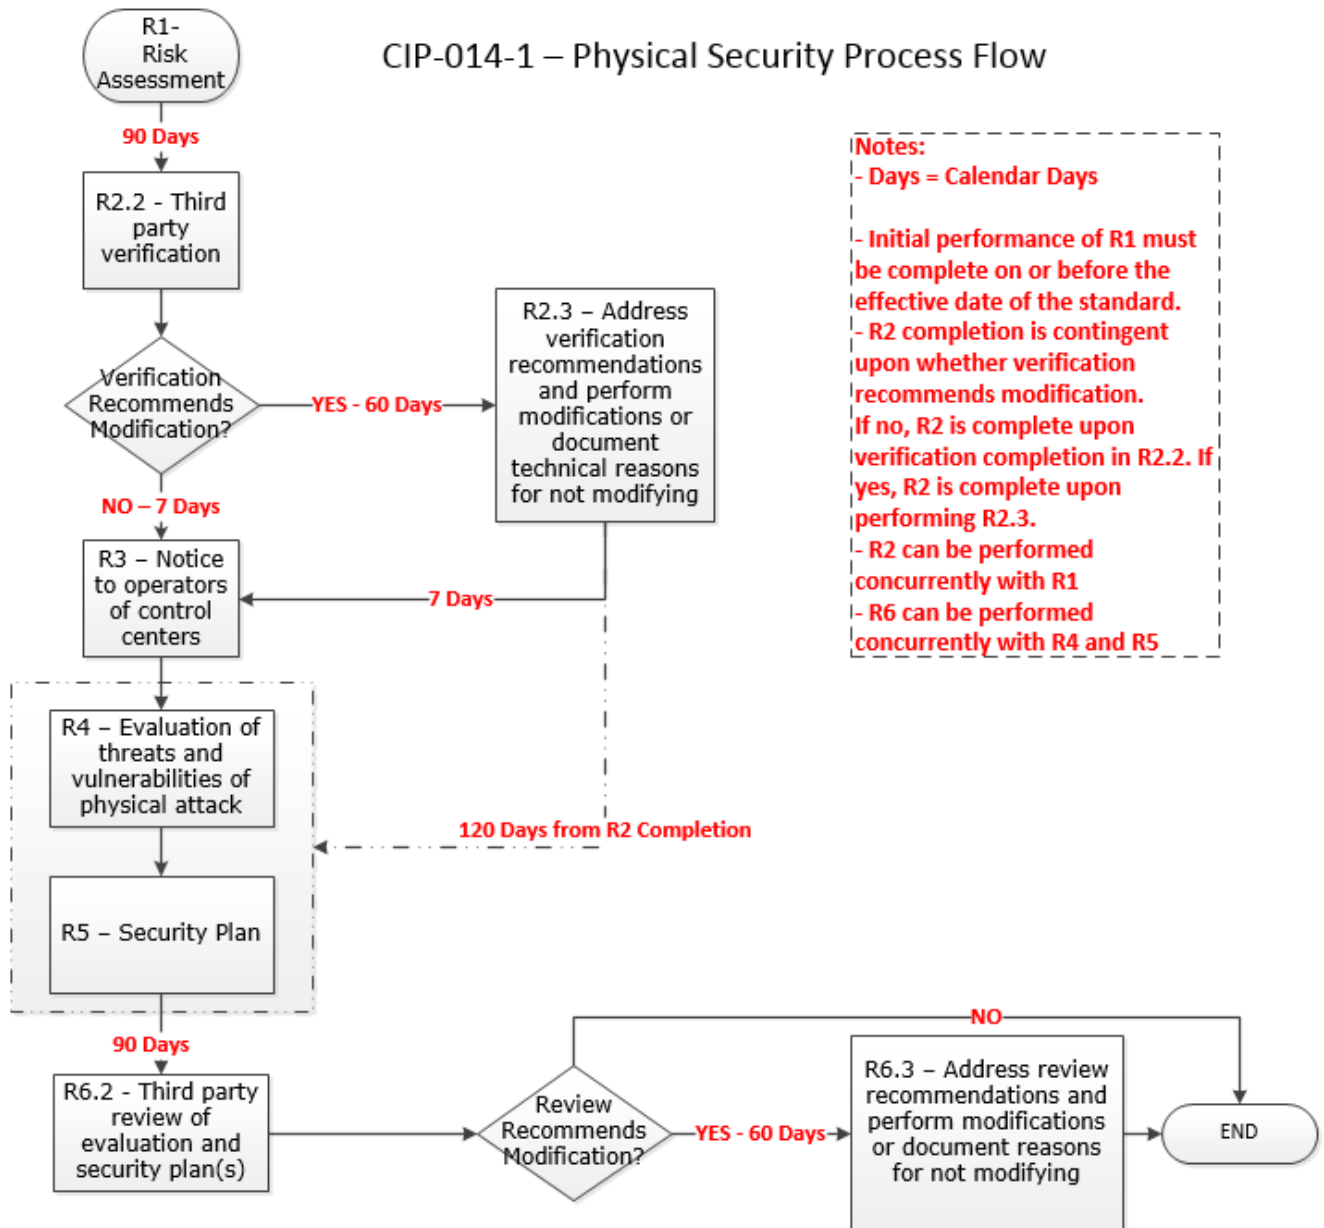 CIP-014-1 – Physical Security Process Flow
R1-
Risk
Assessment
90 Days
R2.2 - Third
party
verification
Verification
Recommends
Modification?
YES - 60 Days
R2.3 – Address
verification
recommendations
and perform
modifications or
document
technical reasons
for not modifying
NO – 7 Days
7 Days
R3 – Notice
to operators
of control
centers
R4 – Evaluation of
threats and
vulnerabilities of
physical attack
120 Days from R2 Completion
R5 – Security Plan
90 Days
R6.2 - Third party
review of
evaluation and
security plan(s)
Review
Recommends
Modification?
NO
YES - 60 Days
R6.3 – Address review
recommendations and
perform modifications
or document reasons
for not modifying
END
Notes:
- Days = Calendar Days
- Initial performance of R1 must
be complete on or before the
effective date of the standard.
- R2 completion is contingent
upon whether verification
recommends modification.
If no, R2 is complete upon
verification completion in R2.2. If
yes, R2 is complete upon
performing R2.3.
- R2 can be performed
concurrently with R1
- R6 can be performed
concurrently with R4 and R5